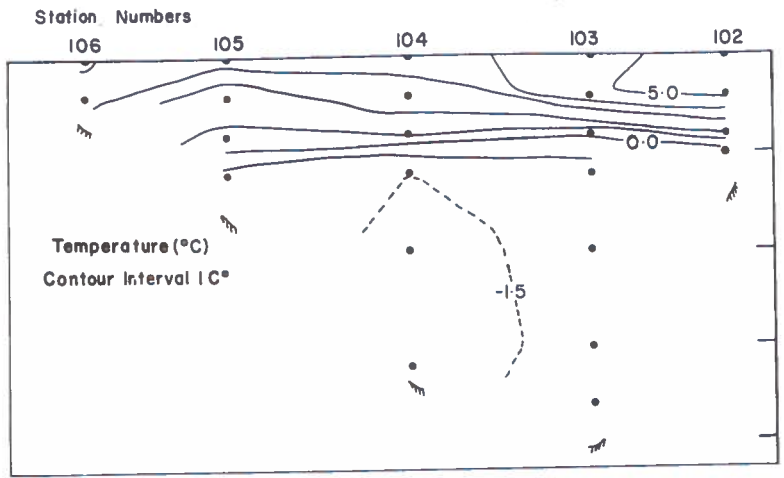 Station Numbers
106 105 104 103 102
5.0
0.0
Temperature (°C)
Contour Interval 1 C°
-1.5